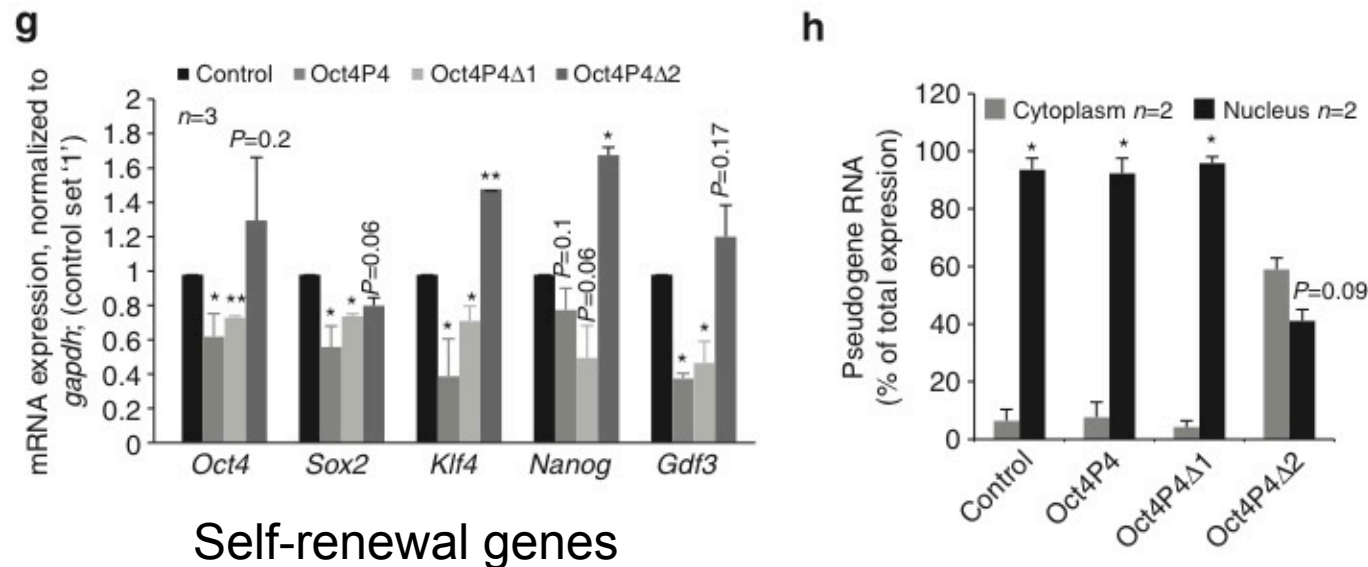 g
mRNA expression, normalized to
gapdh; (control set ‘1’)
Control Oct4P4 Oct4P4Δ1 Oct4P4Δ2
n=3
2
1.8
1.6
1.4
1.2
1
0.8
0.6
0.4
0.2
0
* ** P=0.2
* * P=0.06
* * **
P=0.1 P=0.06 *
* * P=0.17
Oct4 Sox2 Klf4 Nanog Gdf3
Self-renewal genes
h
Pseudogene RNA
(% of total expression)
Cytoplasm n=2 Nucleus n=2
120
100
80
60
40
20
0
* * * P=0.09
Control Oct4P4 Oct4P4Δ1 Oct4P4Δ2